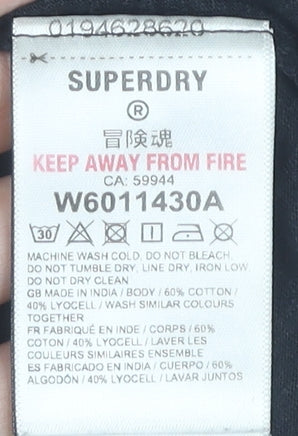 0194628620
SUPERDRY
®
冒険魂
KEEP AWAY FROM FIRE
CA: 59944
W6011430A
30
MACHINE WASH COLD, DO NOT BLEACH,
DO NOT TUMBLE DRY, LINE DRY, IRON LOW,
DO NOT DRY CLEAN
GB MADE IN INDIA / BODY / 60% COTTON /
40% LYOCELL / WASH SIMILAR COLOURS
TOGETHER
FR FABRIQUÉ EN INDE / CORPS / 60%
COTON / 40% LYOCELL / LAVER LES
COULEURS SIMILAIRES ENSEMBLE
ES FABRICADO EN INDIA / CUERPO / 60%
ALGODÓN / 40% LYOCELL / LAVAR JUNTOS